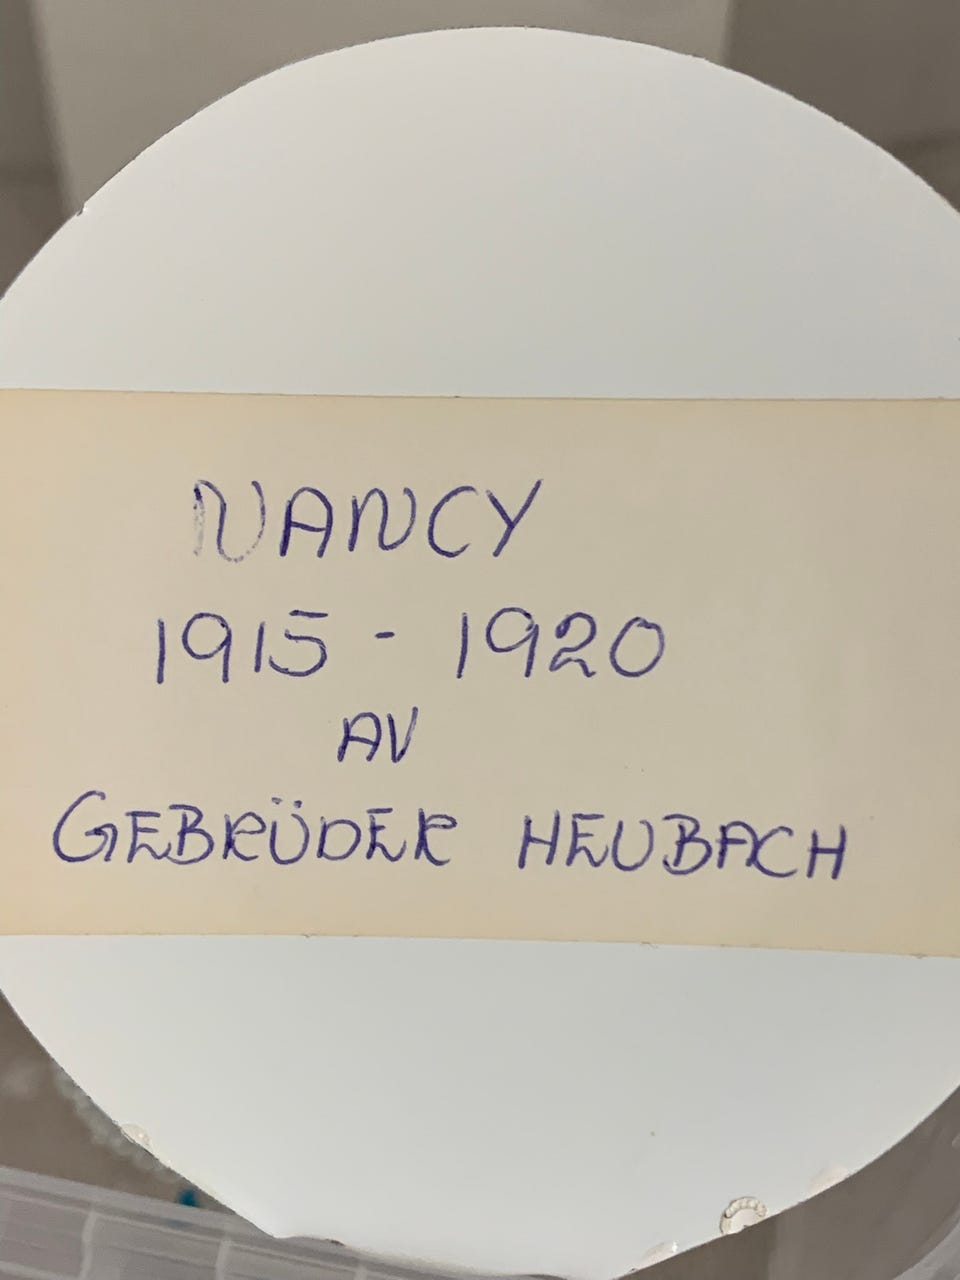 NANCY
1915 - 1920
AV
GEBRÜDER HEUBACH